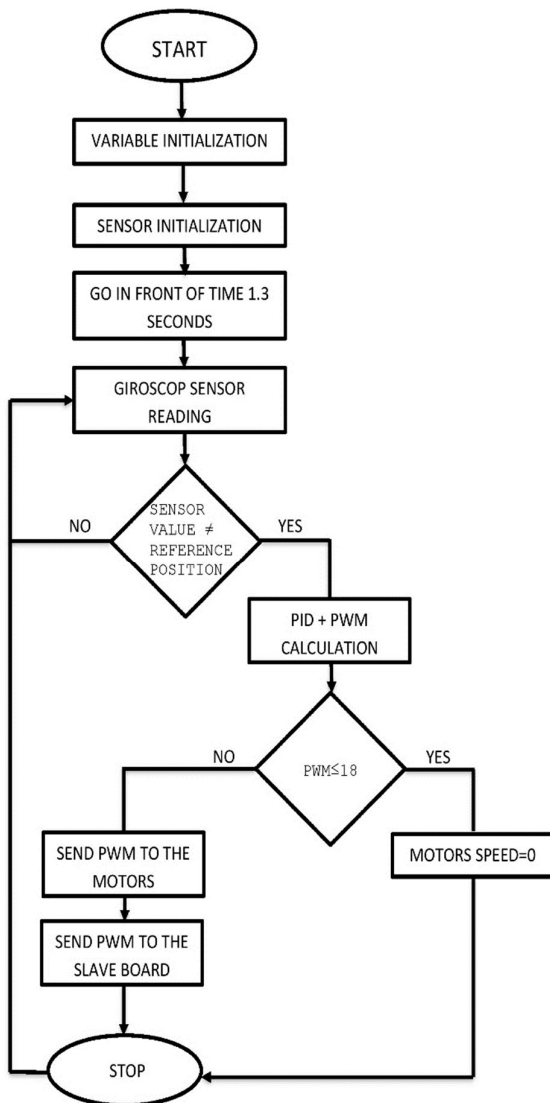 START
VARIABLE INITIALIZATION
SENSOR INITIALIZATION
GO IN FRONT OF TIME 1.3
SECONDS
GIROSCOP SENSOR
READING
SENSOR
VALUE ≠
REFERENCE
POSITION
NO
YES
PID + PWM
CALCULATION
PWM≤18
NO
YES
SEND PWM TO THE
MOTORS
MOTORS SPEED=0
SEND PWM TO THE
SLAVE BOARD
STOP